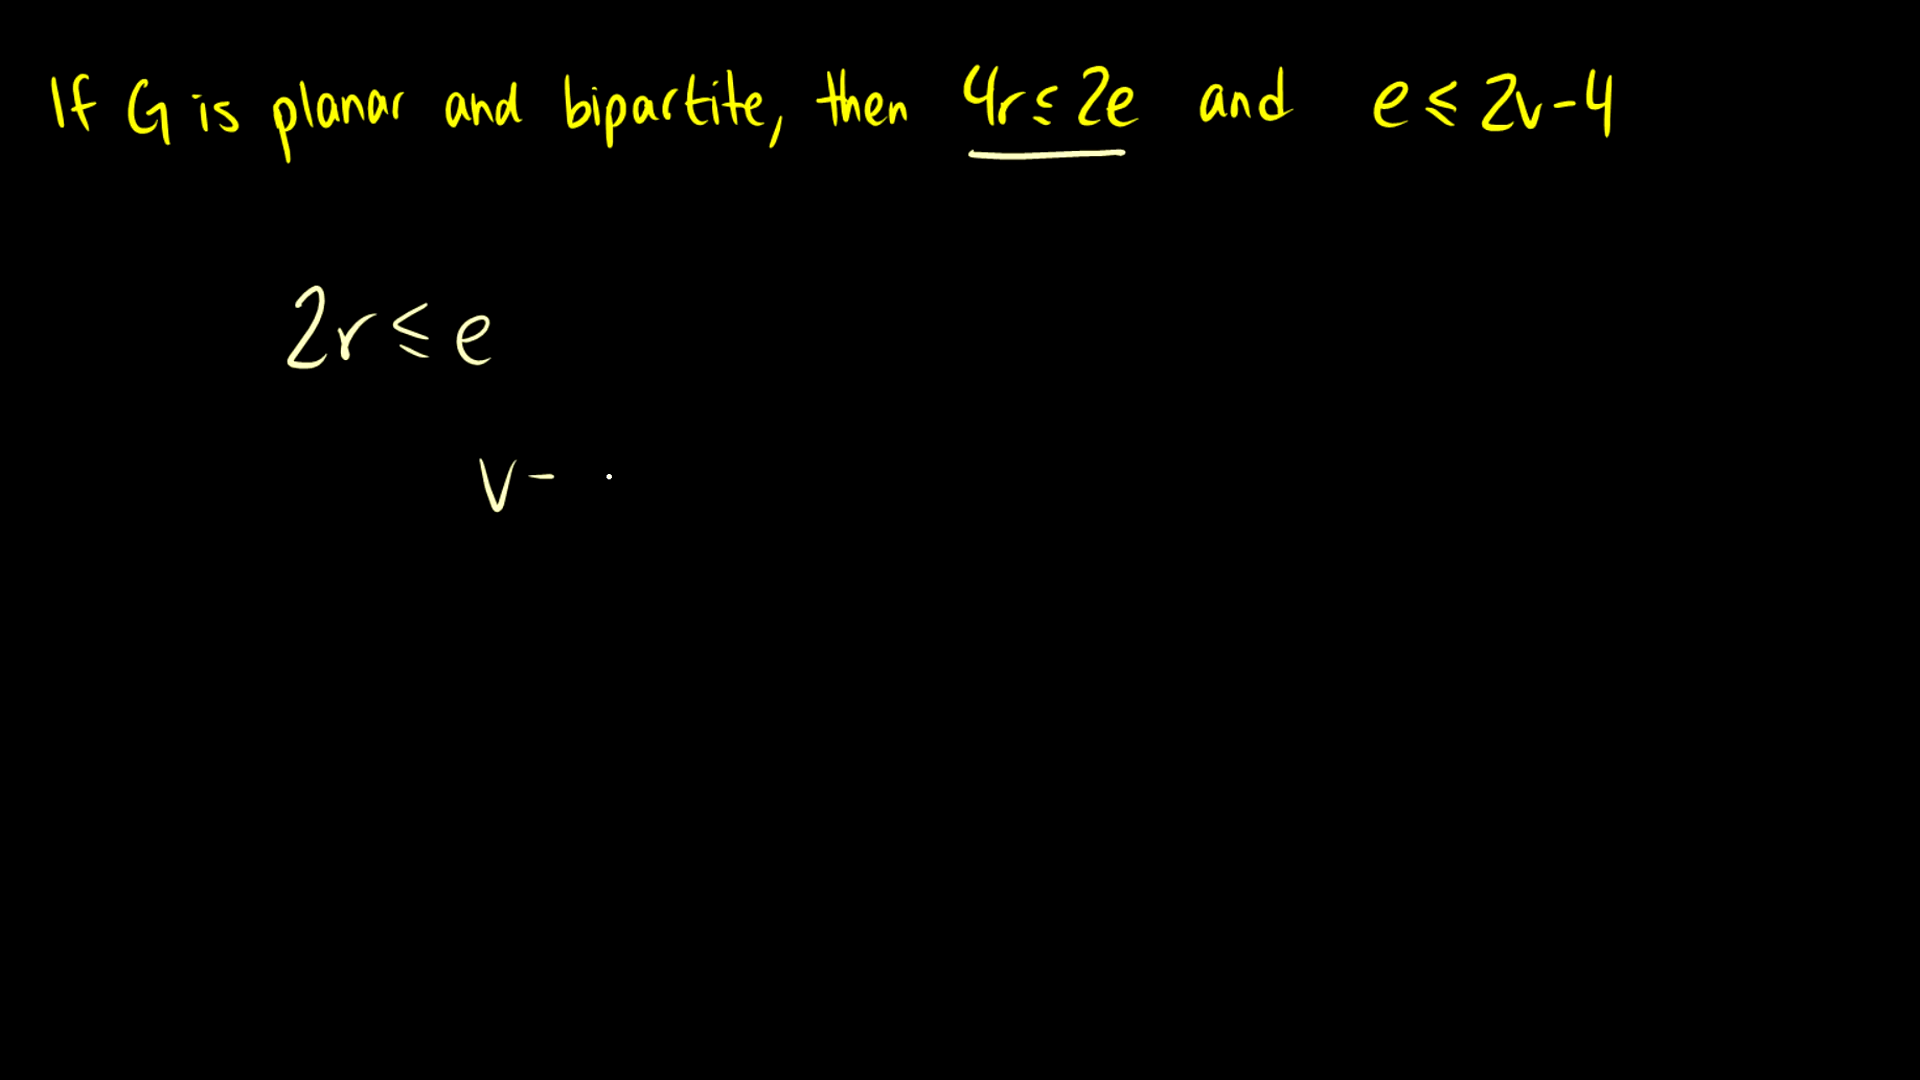 If G is planar and bipartite, then 4r ≤ 2e and e ≤ 2v-4
2r ≤ e
v-